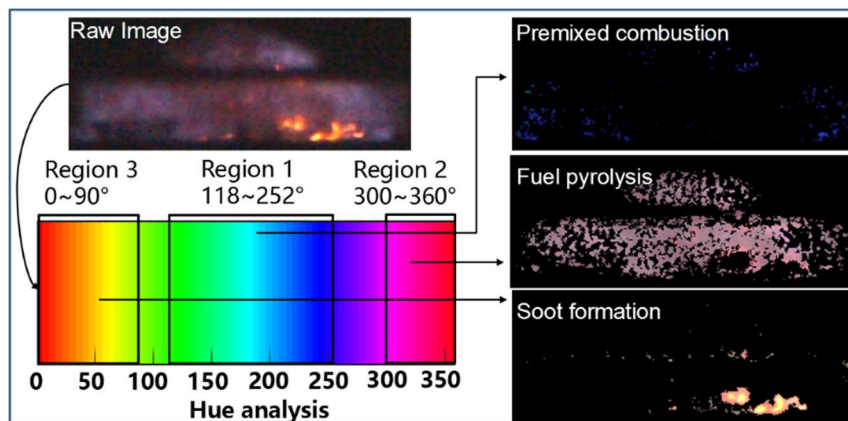 Raw Image
Premixed combustion
Region 3
0~90°
Region 1
118~252°
Region 2
300~360°
Fuel pyrolysis
Soot formation
0 50 100 150 200 250 300 350
Hue analysis